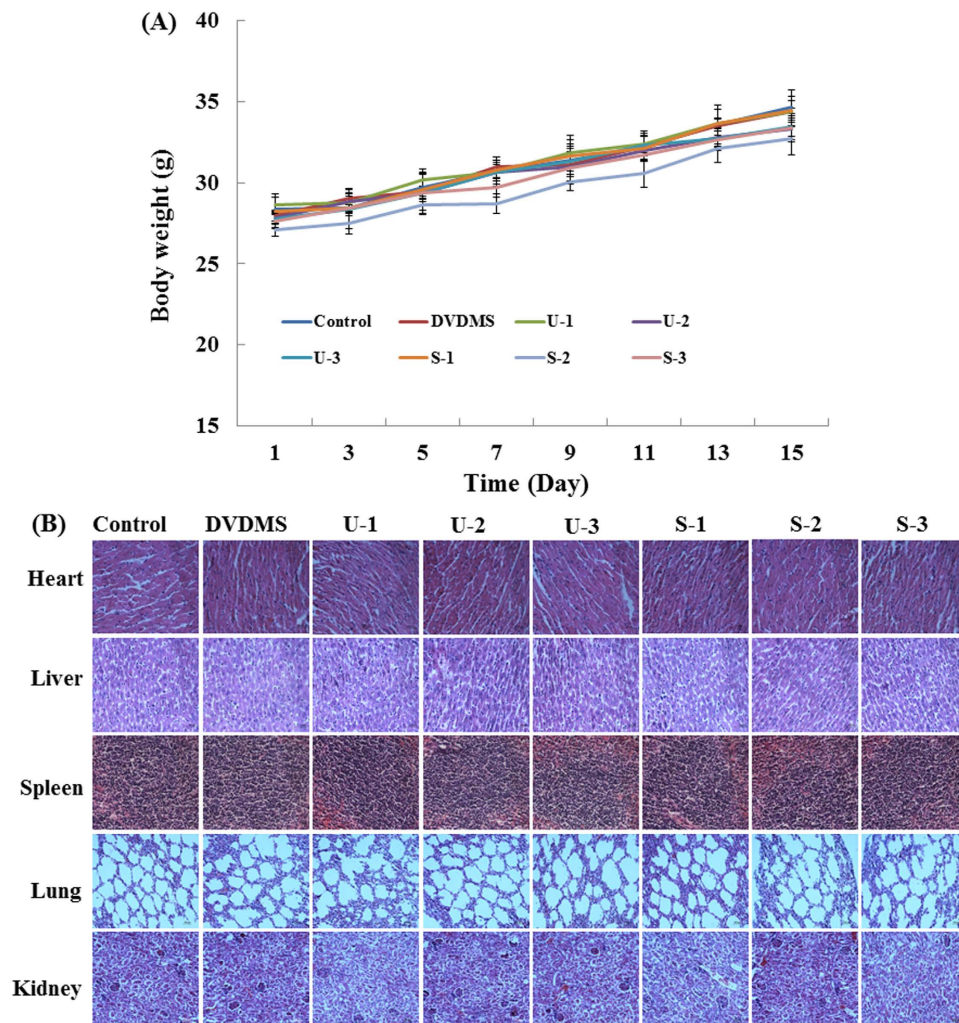 (A)
40
35
30
25
20
15
Body weight (g)
Control DVDMS U-1 U-2
U-3 S-1 S-2 S-3
1 3 5 7 9 11 13 15
Time (Day)
(B) Control DVDMS U-1 U-2 U-3 S-1 S-2 S-3
Heart
Liver
Spleen
Lung
Kidney